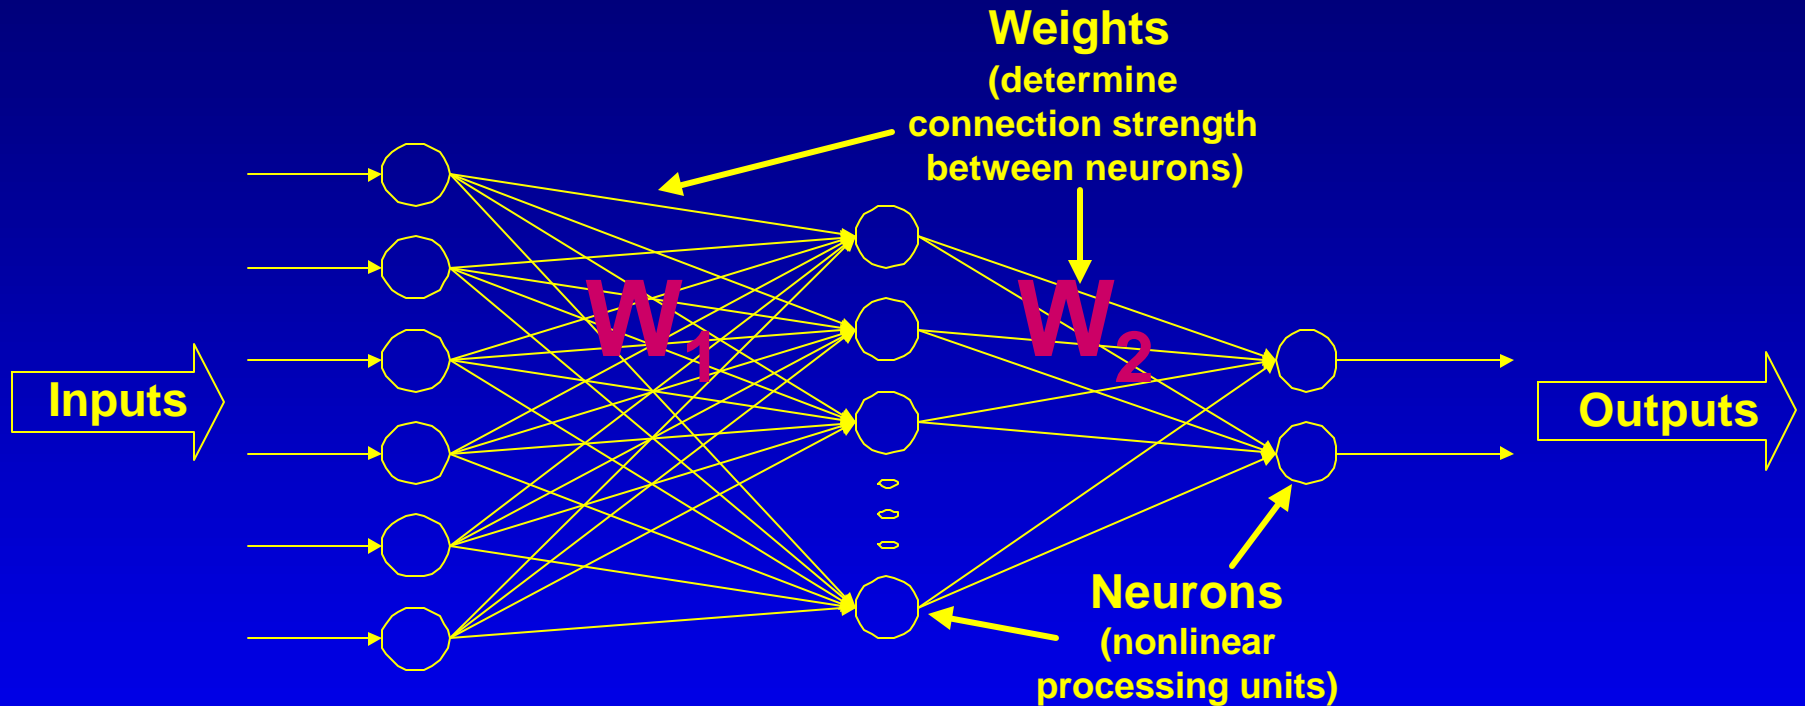 Weights
(determine
connection strength
between neurons)
W1
W2
Inputs
Outputs
Neurons
(nonlinear
processing units)